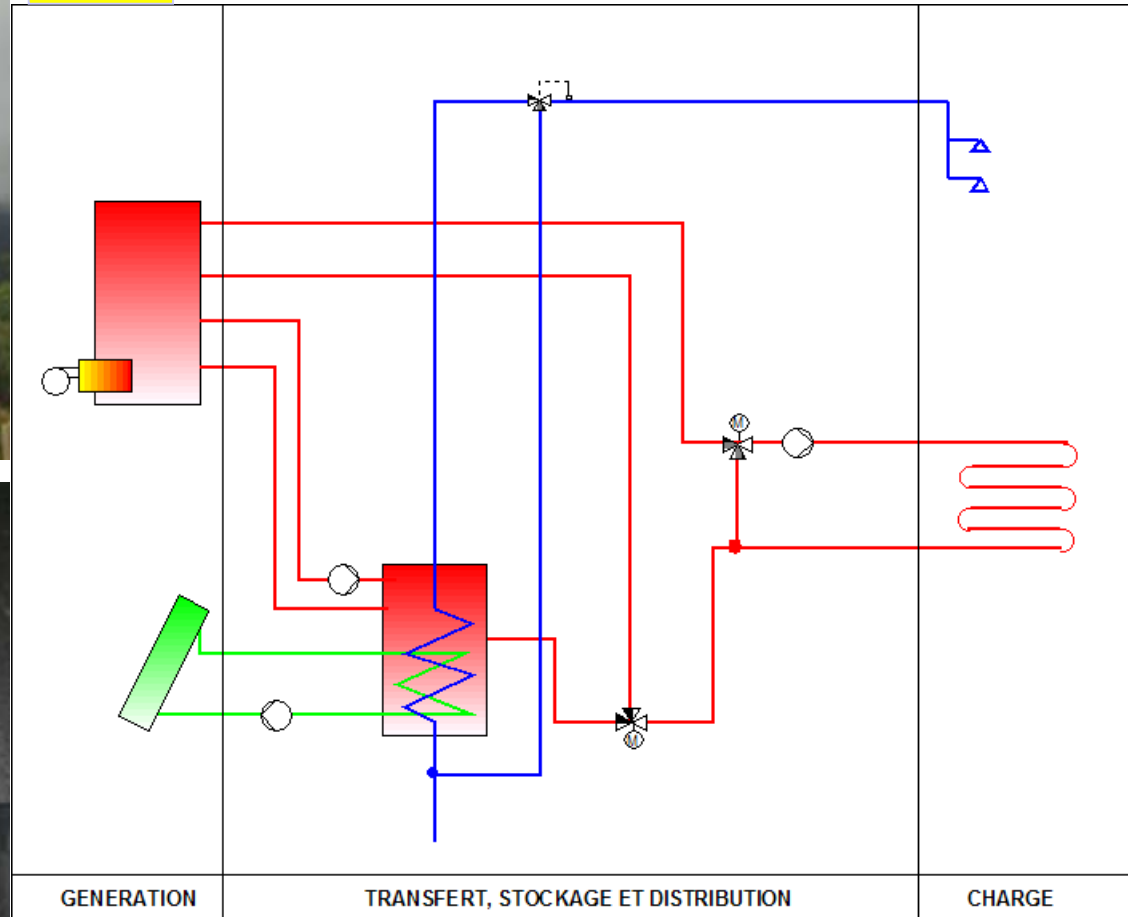 M
M
GENERATION
TRANSFERT, STOCKAGE ET DISTRIBUTION
CHARGE